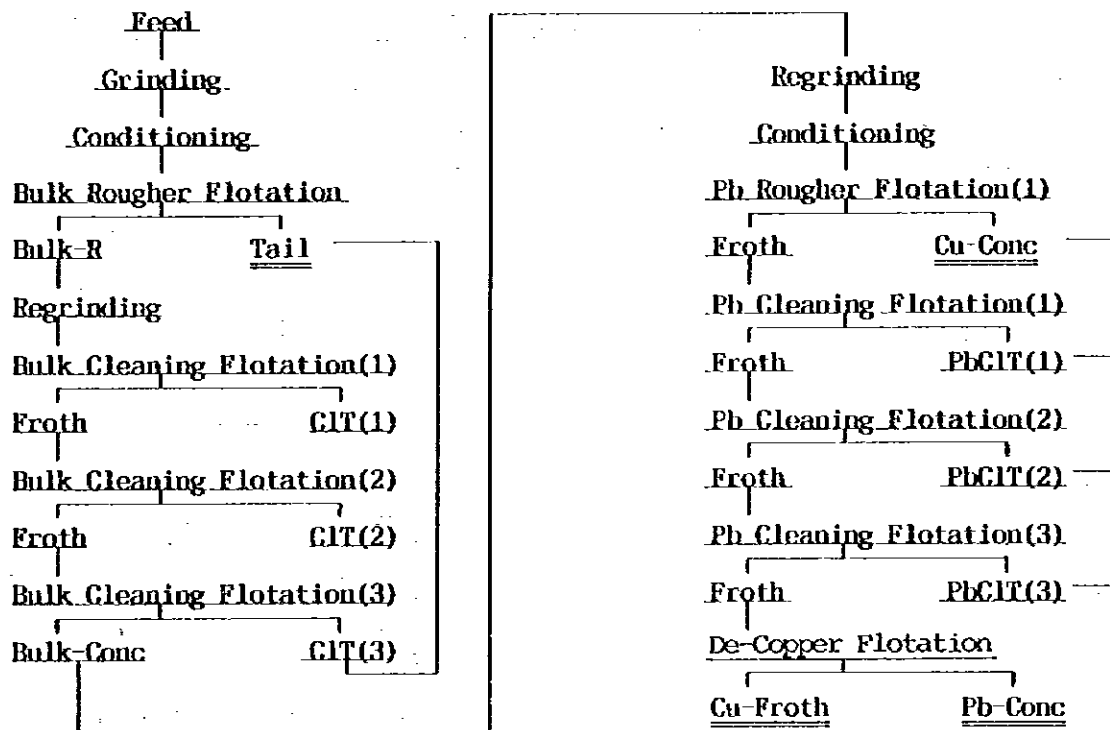 Feed
Grinding
Conditioning
Bulk Rougher Flotation
Bulk-R Tail
Regrinding
Bulk Cleaning Flotation(1)
Froth ClT(1)
Bulk Cleaning Flotation(2)
Froth ClT(2)
Bulk Cleaning Flotation(3)
Bulk-Conc ClT(3)
Regrinding
Conditioning
Pb Rougher Flotation(1)
Froth Cu-Conc
Pb Cleaning Flotation(1)
Froth PbClT(1)
Pb Cleaning Flotation(2)
Froth PbClT(2)
Pb Cleaning Flotation(3)
Froth PbClT(3)
De-Copper Flotation
Cu-Froth Pb-Conc